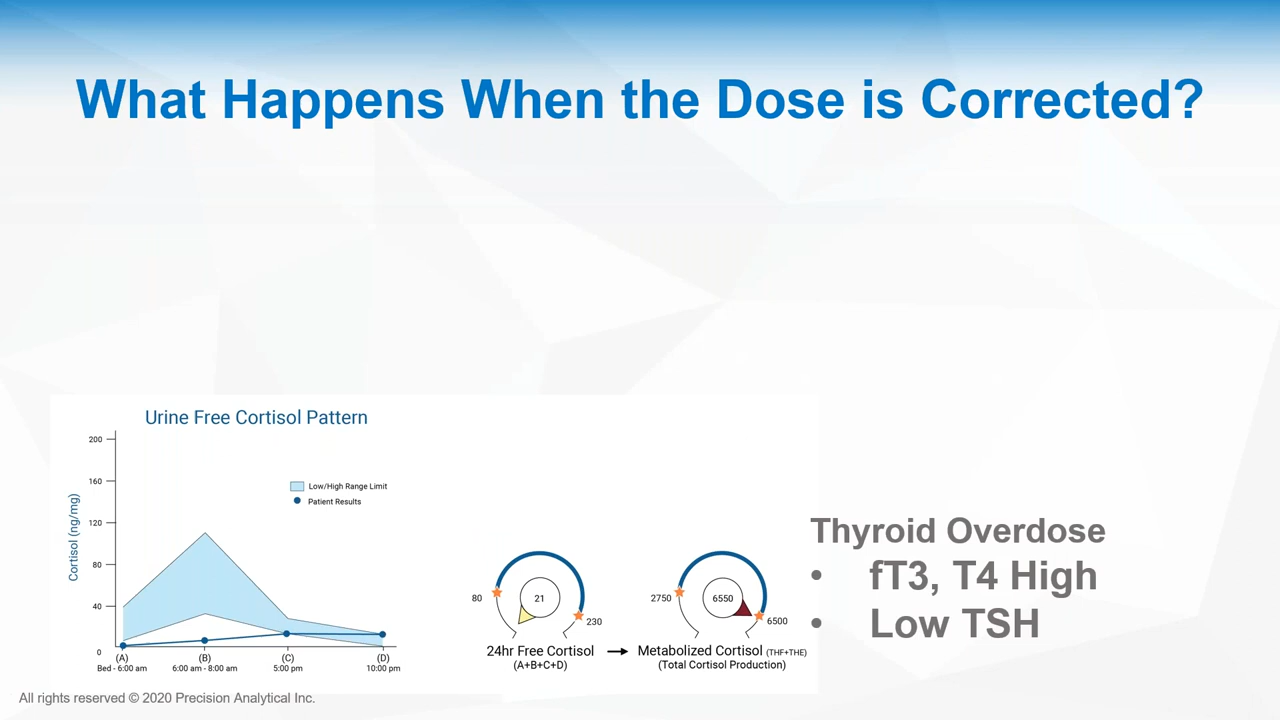 What Happens When the Dose is Corrected?
Urine Free Cortisol Pattern
Cortisol (ng/mg)
200
160
120
80
40
0
Low/High Range Limit
Patient Results
(A)
Bed - 6:00 am
(B)
6:00 am - 8:00 am
(C)
5:00 pm
(D)
10:00 pm
80
21
230
24hr Free Cortisol
(A+B+C+D)
2750
6550
6500
Metabolized Cortisol (THF+THE)
(Total Cortisol Production)
Thyroid Overdose
• fT3, T4 High
• Low TSH
All rights reserved © 2020 Precision Analytical Inc.